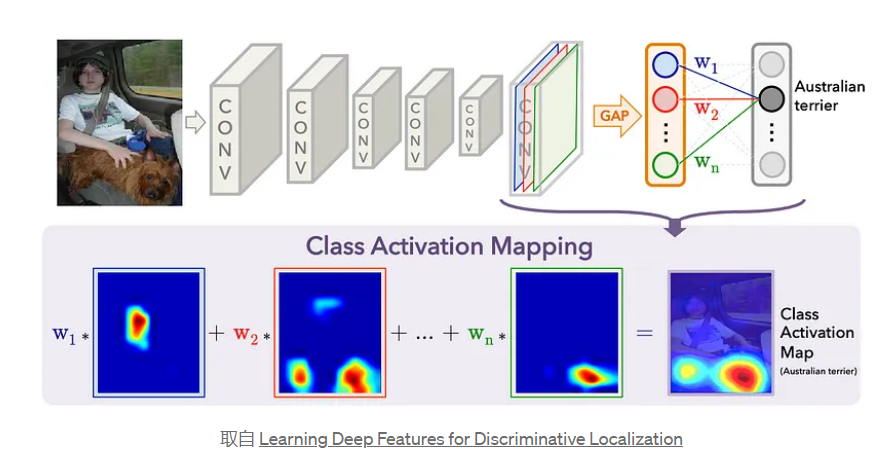 CONV
CONV
CONV
CONV
CONV
CONV
GAP
w1
w2
wn
Australian
terrier
Class Activation Mapping
w1 * + w2 * + ... + wn * =
Class
Activation
Map
(Australian terrier)
取自 Learning Deep Features for Discriminative Localization